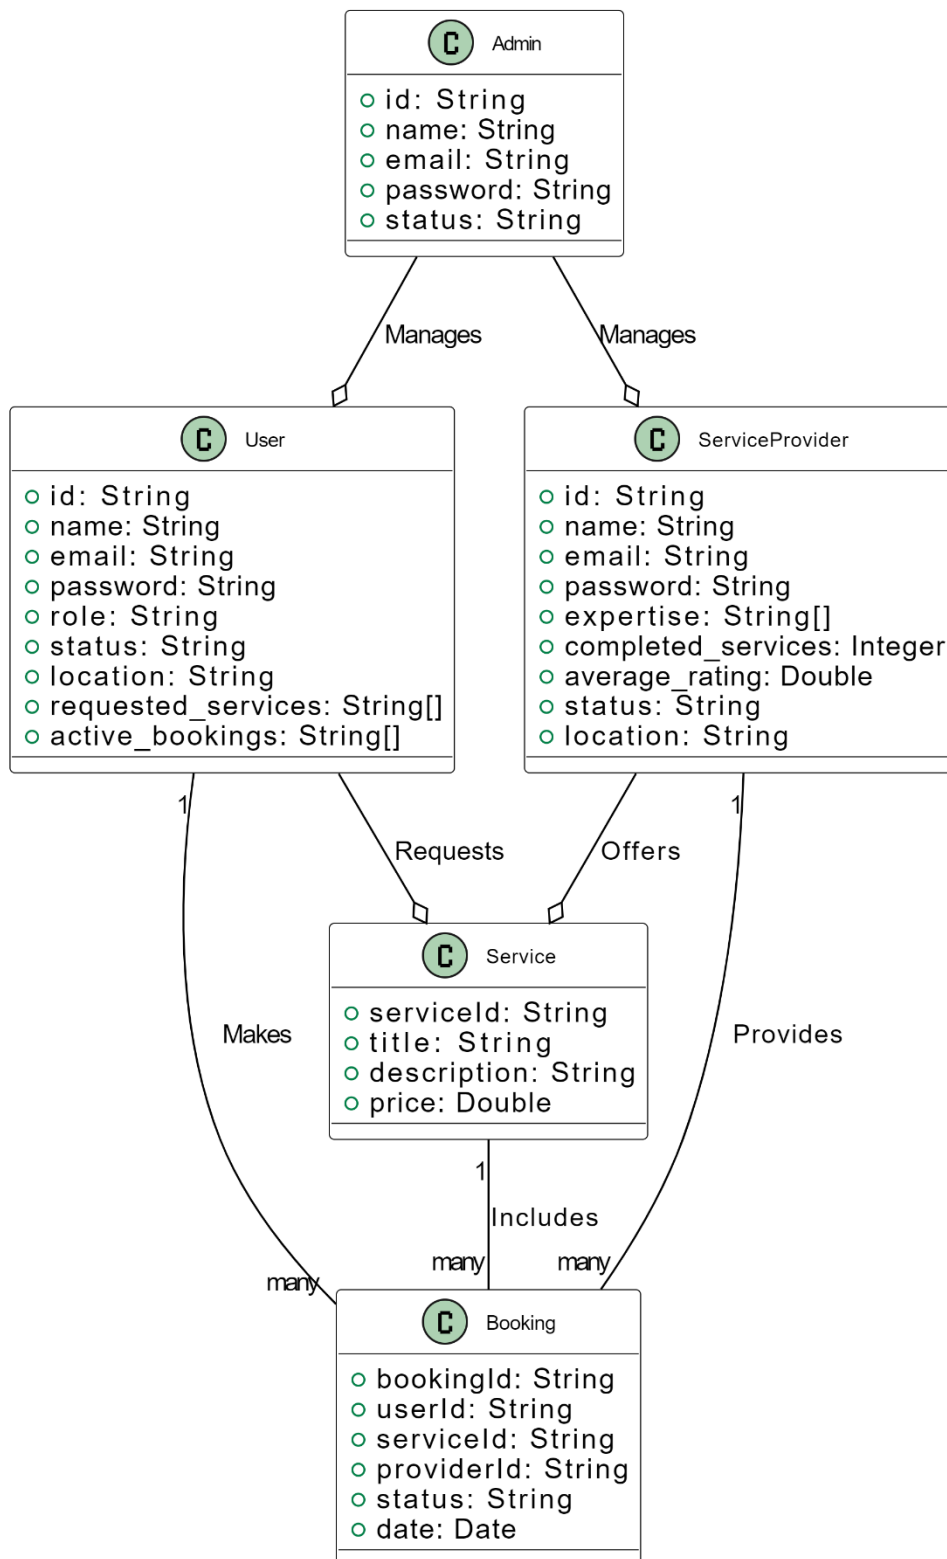 C Admin
id: String
name: String
email: String
password: String
status: String
Manages
Manages
C User
id: String
name: String
email: String
password: String
role: String
status: String
location: String
requested_services: String[]
active_bookings: String[]
C ServiceProvider
id: String
name: String
email: String
password: String
expertise: String[]
completed_services: Integer
average_rating: Double
status: String
location: String
1
1
Requests
Offers
C Service
serviceId: String
title: String
description: String
price: Double
Makes
Provides
1
Includes
many
many
many
C Booking
bookingId: String
userId: String
serviceId: String
providerId: String
status: String
date: Date